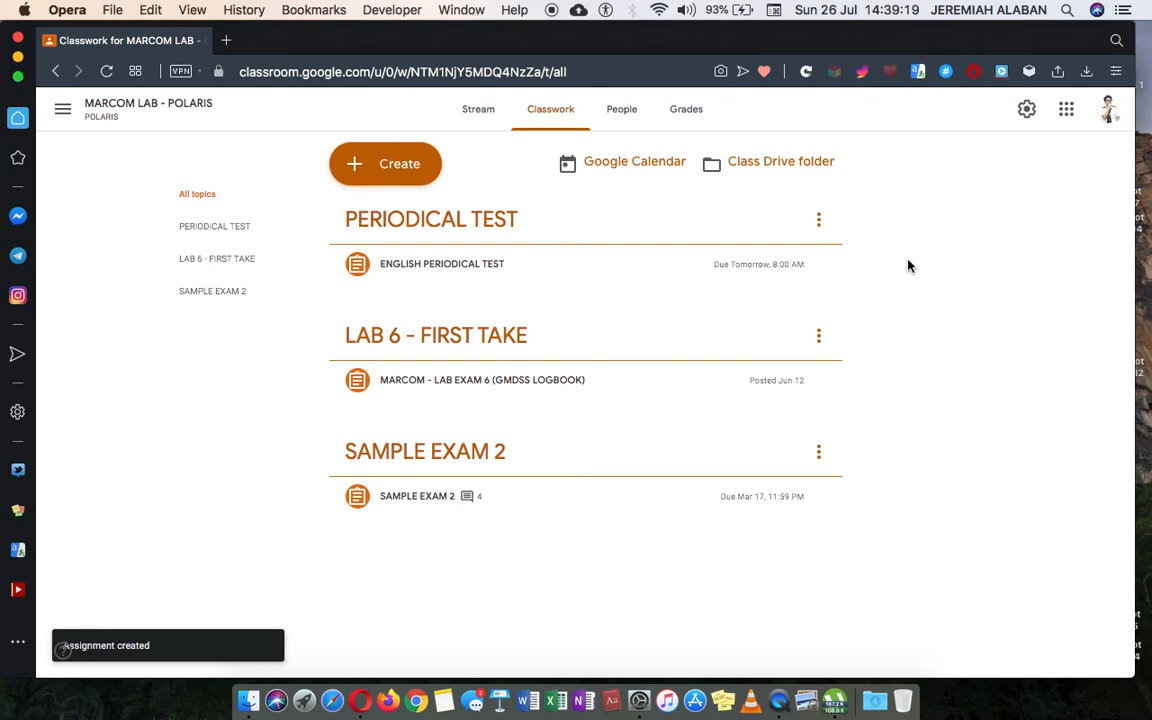 Opera File Edit View History Bookmarks Developer Window Help 93% Sun 26 Jul 14:39:19 JEREMIAH ALABAN
Classwork for MARCOM LAB -
VPN classroom.google.com/u/0/w/NTM1NjY5MDQ4NzZa/t/all
MARCOM LAB - POLARIS
POLARIS
Stream Classwork People Grades
Create
Google Calendar Class Drive folder
All topics
PERIODICAL TEST
LAB 6 - FIRST TAKE
SAMPLE EXAM 2
PERIODICAL TEST
ENGLISH PERIODICAL TEST Due Tomorrow, 8:00 AM
LAB 6 - FIRST TAKE
MARCOM - LAB EXAM 6 (GMDSS LOGBOOK) Posted Jun 12
SAMPLE EXAM 2
SAMPLE EXAM 2 4 Due Mar 17, 11:59 PM
Assignment created